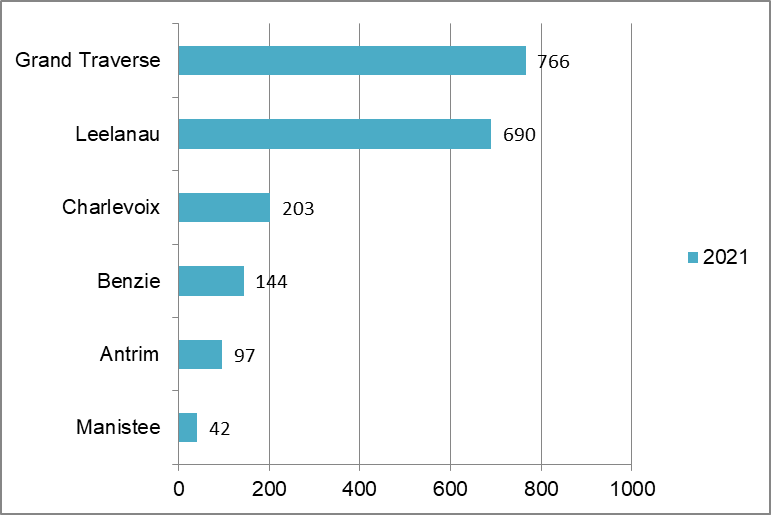 Grand Traverse 766
Leelanau 690
Charlevoix 203
2021
Benzie 144
Antrim 97
Manistee 42
0 200 400 600 800 1000